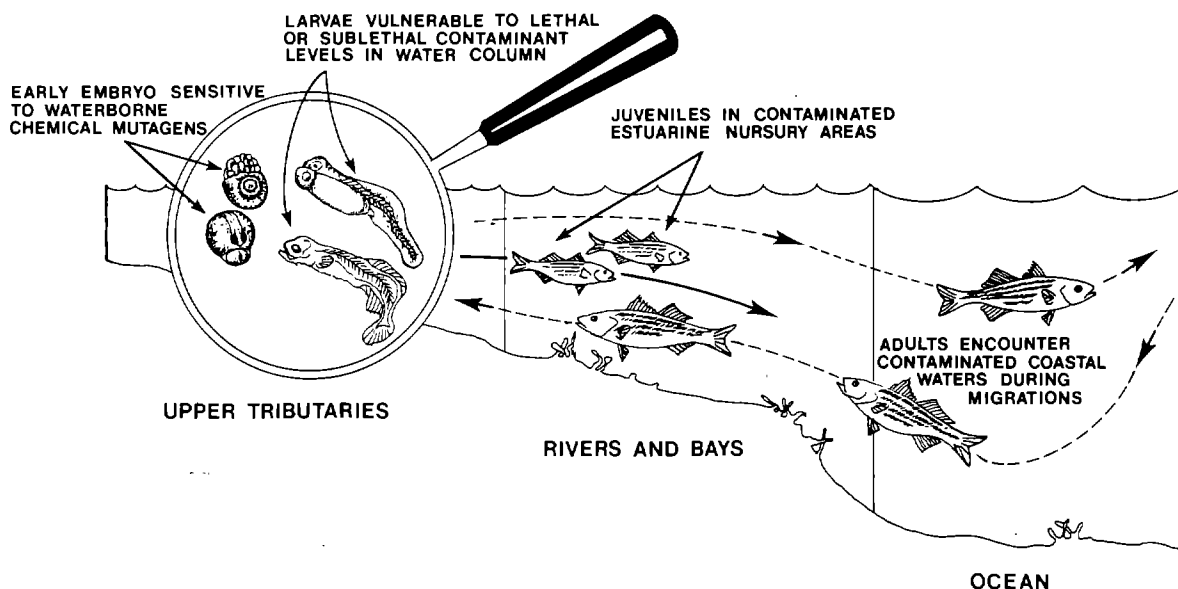 LARVAE VULNERABLE TO LETHAL
OR SUBLETHAL CONTAMINANT
LEVELS IN WATER COLUMN
EARLY EMBRYO SENSITIVE
TO WATERBORNE
CHEMICAL MUTAGENS
JUVENILES IN CONTAMINATED
ESTUARINE NURSURY AREAS
ADULTS ENCOUNTER
CONTAMINATED COASTAL
WATERS DURING
MIGRATIONS
UPPER TRIBUTARIES
RIVERS AND BAYS
OCEAN